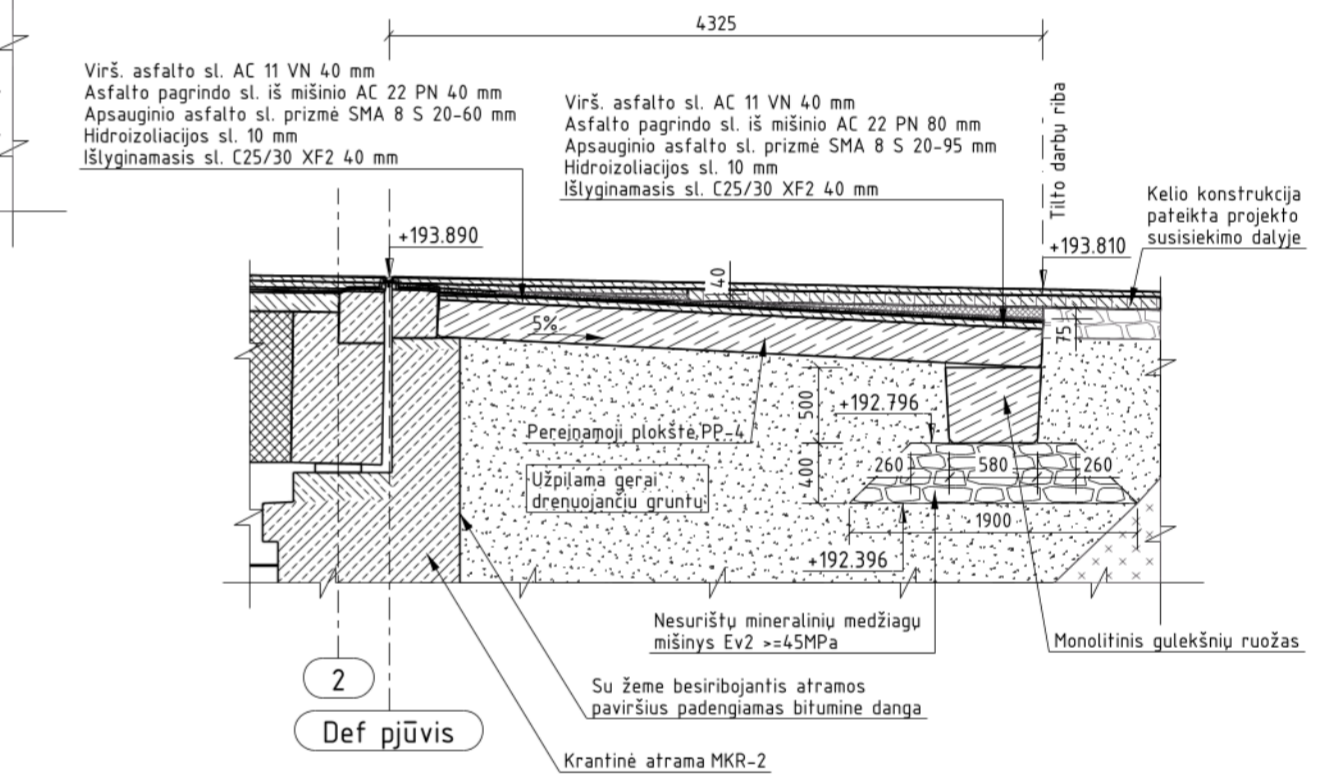 4325
Virš. asfalto sl. AC 11 VN 40 mm
Asfalto pagrindo sl. iš mišinio AC 22 PN 40 mm
Apsauginio asfalto sl. prizmė SMA 8 S 20-60 mm
Hidroizoliacijos sl. 10 mm
Išlyginamasis sl. C25/30 XF2 40 mm
Virš. asfalto sl. AC 11 VN 40 mm
Asfalto pagrindo sl. iš mišinio AC 22 PN 80 mm
Apsauginio asfalto sl. prizmė SMA 8 S 20-95 mm
Hidroizoliacijos sl. 10 mm
Išlyginamasis sl. C25/30 XF2 40 mm
Tilto darbų riba
Kelio konstrukcija
pateikta projekto
susisiekimo dalyje
+193.890
+193.810
40
5%
75
500
+192.796
Pereinamoji plokštė PP-4
400
260
580
260
Užpilama gerai
drenuojančiu gruntu
1900
+192.396
Nesurištų mineralinių medžiagų
mišinys Ev2 >=45MPa
Monolitinis gulekšnių ruožas
2
Su žeme besiribojantis atramos
paviršius padengiamas bitumine danga
Def pjūvis
Krantinė atrama MKR-2